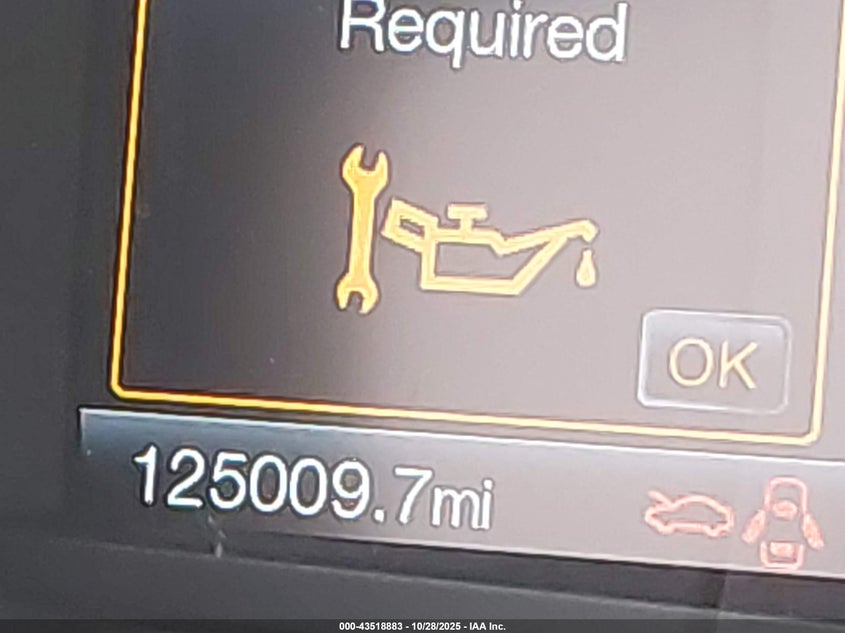 Required
OK
125009.7mi
000-43518883 - 10/28/2025 - IAA Inc.